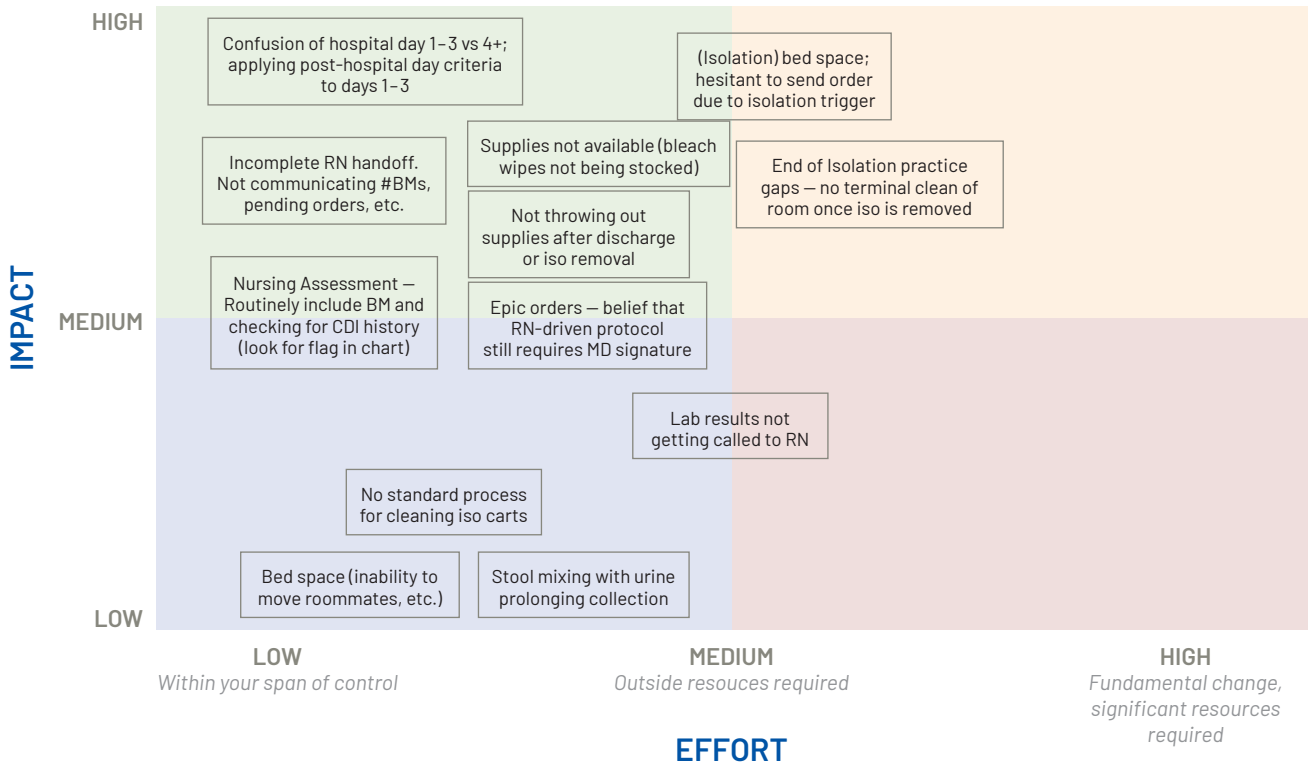 HIGH
Confusion of hospital day 1–3 vs 4+;
applying post-hospital day criteria
to days 1–3
(Isolation) bed space;
hesitant to send order
due to isolation trigger
Incomplete RN handoff.
Not communicating #BMs,
pending orders, etc.
Supplies not available (bleach
wipes not being stocked)
End of Isolation practice
gaps — no terminal clean of
room once iso is removed
Not throwing out
supplies after discharge
or iso removal
Nursing Assessment —
Routinely include BM and
checking for CDI history
(look for flag in chart)
Epic orders — belief that
RN-driven protocol
still requires MD signature
IMPACT
MEDIUM
Lab results not
getting called to RN
No standard process
for cleaning iso carts
Bed space (inability to
move roommates, etc.)
Stool mixing with urine
prolonging collection
LOW
LOW
Within your span of control
MEDIUM
Outside resouces required
HIGH
Fundamental change,
significant resources
required
EFFORT